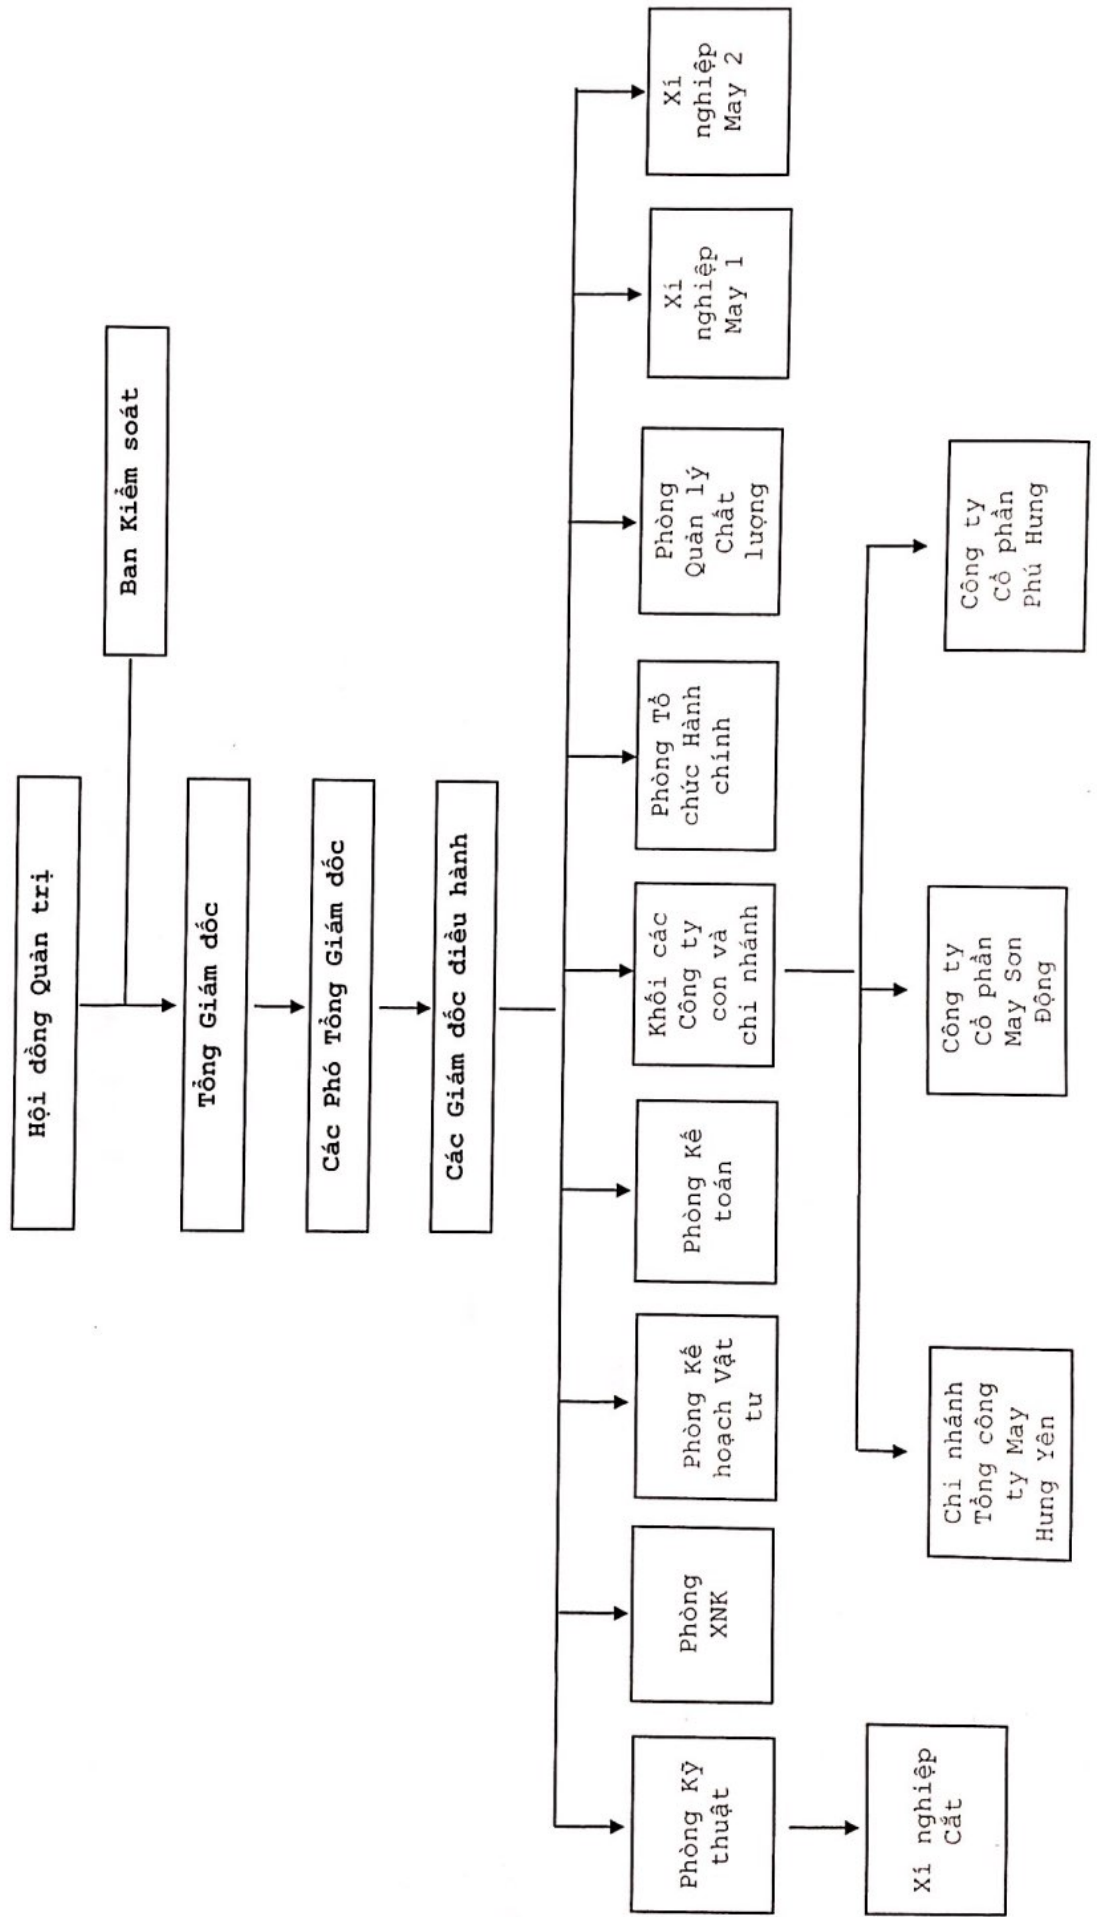 Hội đồng Quản trị
Ban Kiểm soát
Tổng Giám đốc
Các Phó Tổng Giám đốc
Các Giám đốc điều hành
Phòng Kỹ
thuật
Phòng
XNK
Phòng Kế
hoạch Vật
tư
Phòng Kế
toán
Khối các
Công ty
con và
chi nhánh
Phòng Tổ
chức Hành
chính
Phòng
Quản lý
Chất
lượng
Xí
nghiệp
May 1
Xí
nghiệp
May 2
Xí nghiệp
Cắt
Chi nhánh
Tổng công
ty May
Hưng Yên
Công ty
Cổ phần
May Sơn
Động
Công ty
Cổ phần
Phú Hưng